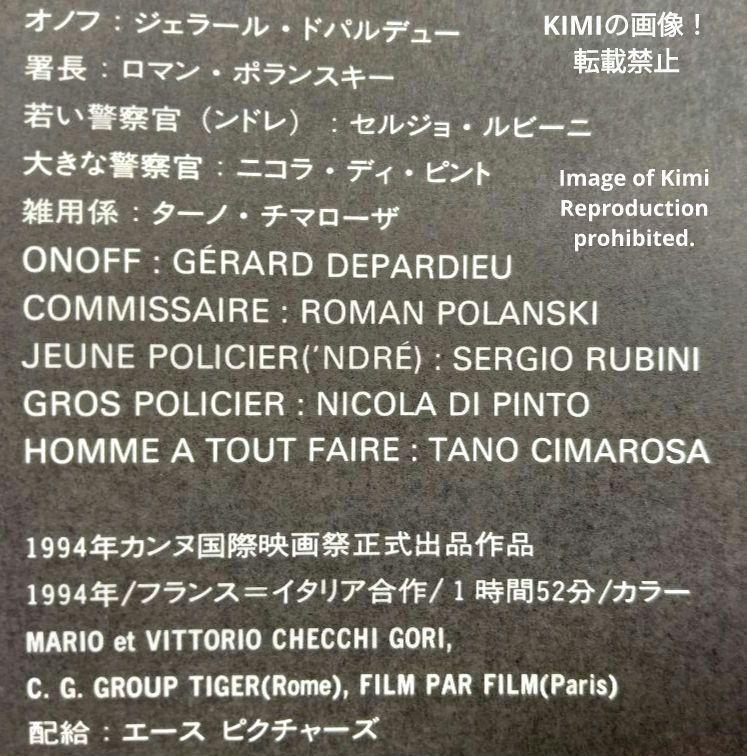 オノフ：ジェラール・ドパルデュー
署長：ロマン・ポランスキー
若い警察官（ンドレ）：セルジョ・ルビーニ
大きな警察官：ニコラ・ディ・ピント
雑用係：ターノ・チマローザ
ONOFF : GÉRARD DEPARDIEU
COMMISSAIRE : ROMAN POLANSKI
JEUNE POLICIER('NDRÉ) : SERGIO RUBINI
GROS POLICIER : NICOLA DI PINTO
HOMME A TOUT FAIRE : TANO CIMAROSA
1994年カンヌ国際映画祭正式出品作品
1994年/フランス＝イタリア合作/１時間52分/カラー
MARIO et VITTORIO CHECCHI GORI,
C. G. GROUP TIGER(Rome), FILM PAR FILM(Paris)
配給：エース ピクチャーズ
KIMIの画像！
転載禁止
Image of Kimi
Reproduction
prohibited.